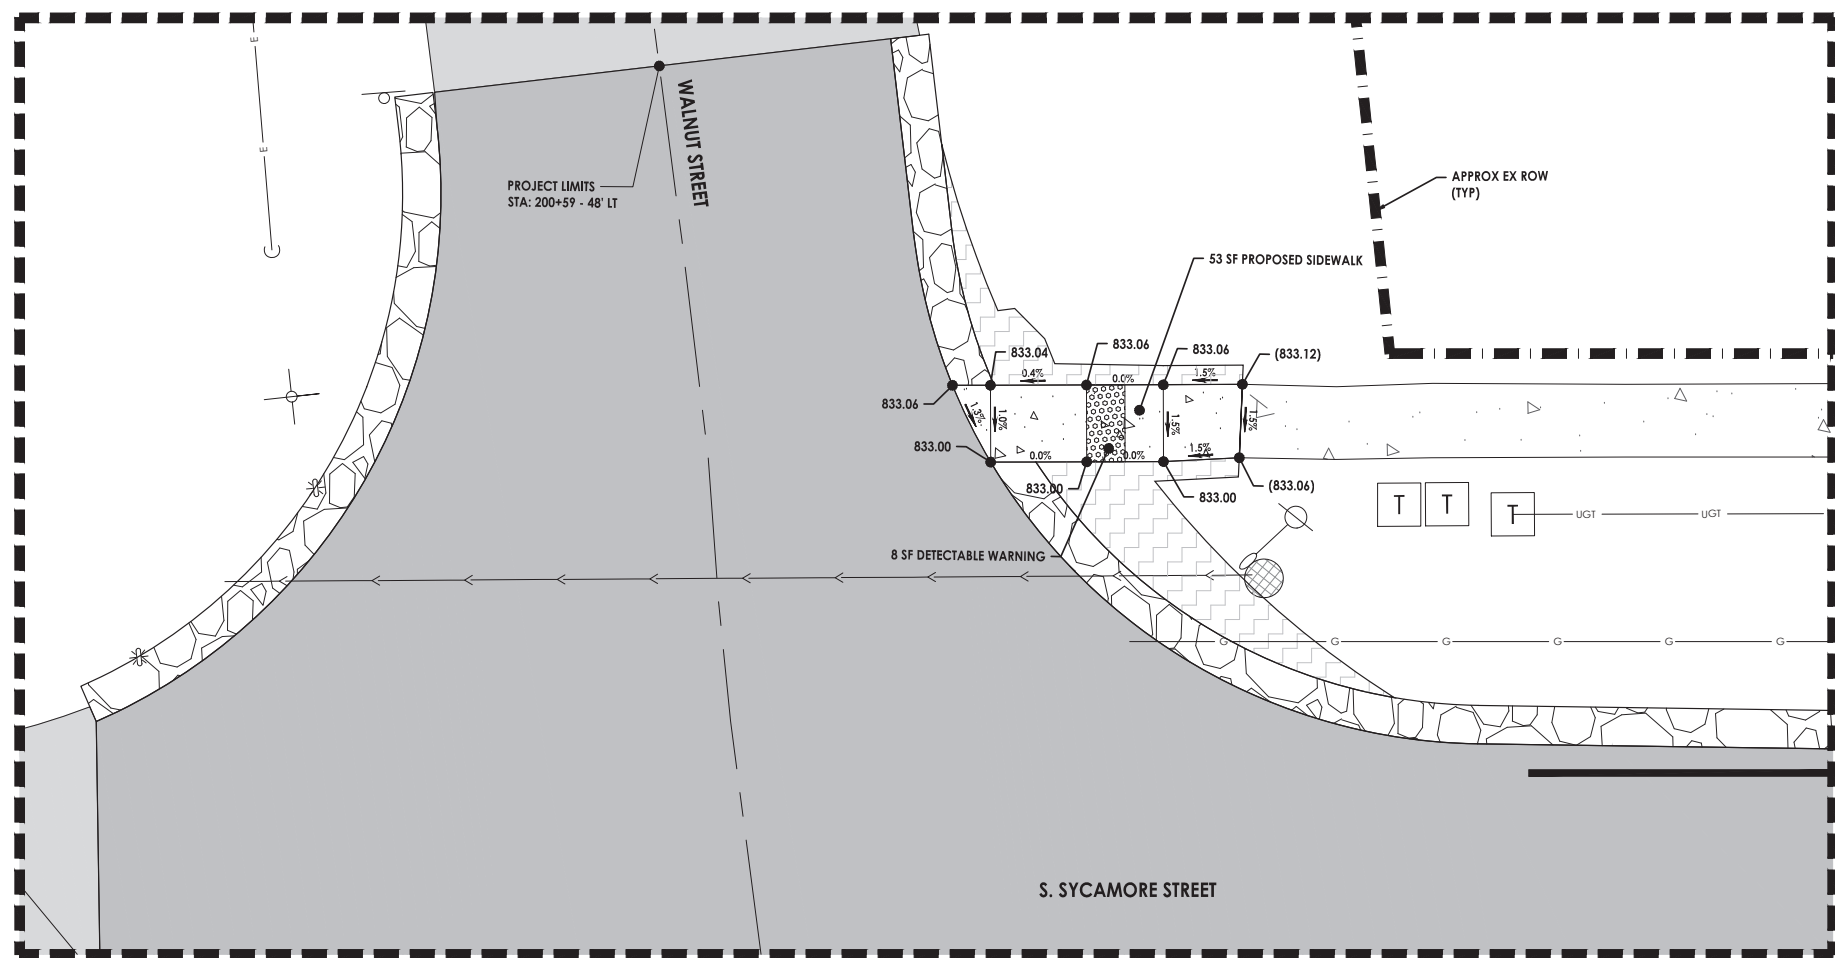 E
E
WALNUT STREET
PROJECT LIMITS
STA: 200+59 - 48' LT
APPROX EX ROW
(TYP)
53 SF PROPOSED SIDEWALK
833.04
833.06
833.06
(833.12)
0.4%
0.0%
1.5%
833.06
1.3%
1.0%
1.5%
1.5%
833.00
0.0%
0.0%
1.5%
833.00
833.00
(833.06)
T
T
T
UGT
UGT
8 SF DETECTABLE WARNING
G
G
G
G
G
G
S. SYCAMORE STREET